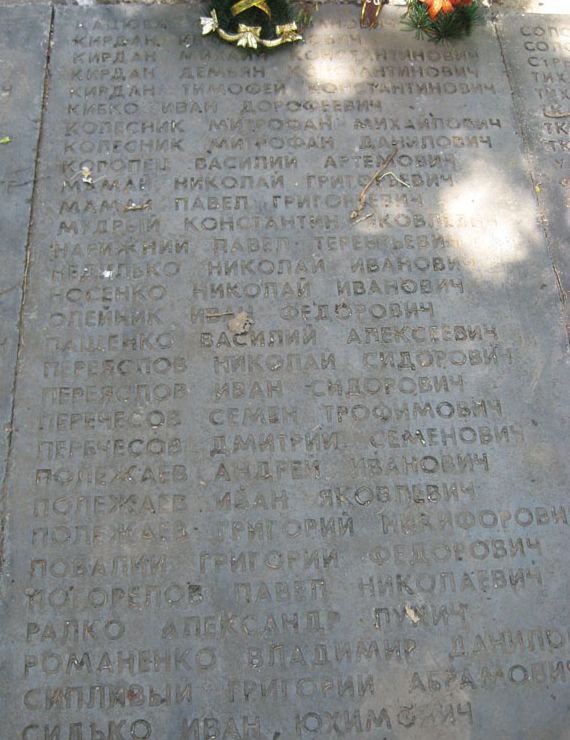 КИРДАН МИХАИЛ КОНСТАНТИНОВИЧ
КИРДАН ДЕМЬЯН КОНСТАНТИНОВИЧ
КИРДАН ТИМОФЕЙ КОНСТАНТИНОВИЧ
КИБКО ИВАН ДОРОФЕЕВИЧ
КОЛЕСНИК МИТРОФАН МИХАЙЛОВИЧ
КОЛЕСНИК МИТРОФАН ДАНИЛОВИЧ
КОРОПЕЦ ВАСИЛИЙ АРТЕМОВИЧ
МАМАЙ НИКОЛАЙ ГРИГОРЬЕВИЧ
МАМАЙ ПАВЕЛ ГРИГОРЬЕВИЧ
МУДРЫЙ КОНСТАНТИН ЯКОВЛЕВИЧ
НАРИЖНИЙ ПАВЕЛ ТЕРЕНТЬЕВИЧ
НЕДИЛЬКО НИКОЛАЙ ИВАНОВИЧ
НОСЕНКО НИКОЛАЙ ИВАНОВИЧ
ОЛЕЙНИК ИВАН ФЕДОРОВИЧ
ПАЩЕНКО ВАСИЛИЙ АЛЕКСЕЕВИЧ
ПЕРЕЯСЛОВ НИКОЛАЙ СИДОРОВИЧ
ПЕРЕЯСЛОВ ИВАН СИДОРОВИЧ
ПЕРЕЧЕСОВ СЕМЕН ТРОФИМОВИЧ
ПЕРЕЧЕСОВ ДМИТРИЙ СЕМЕНОВИЧ
ПОЛЕЖАЕВ АНДРЕЙ ИВАНОВИЧ
ПОЛЕЖАЕВ ИВАН ЯКОВЛЕВИЧ
ПОЛЕЖАЕВ ГРИГОРИЙ НИКИФОРОВИ
ПОВАЛИЙ ГРИГОРИЙ ФЕДОРОВИЧ
ПОГОРЕЛОВ ПАВЕЛ НИКОЛАЕВИЧ
РАЛКО АЛЕКСАНДР ЛУКИЧ
РОМАНЕНКО ВЛАДИМИР ДАНИЛО
СИПЛИВЫЙ ГРИГОРИЙ АБРАМОВИЧ
СИДЬКО ИВАН ЮХИМОВИЧ